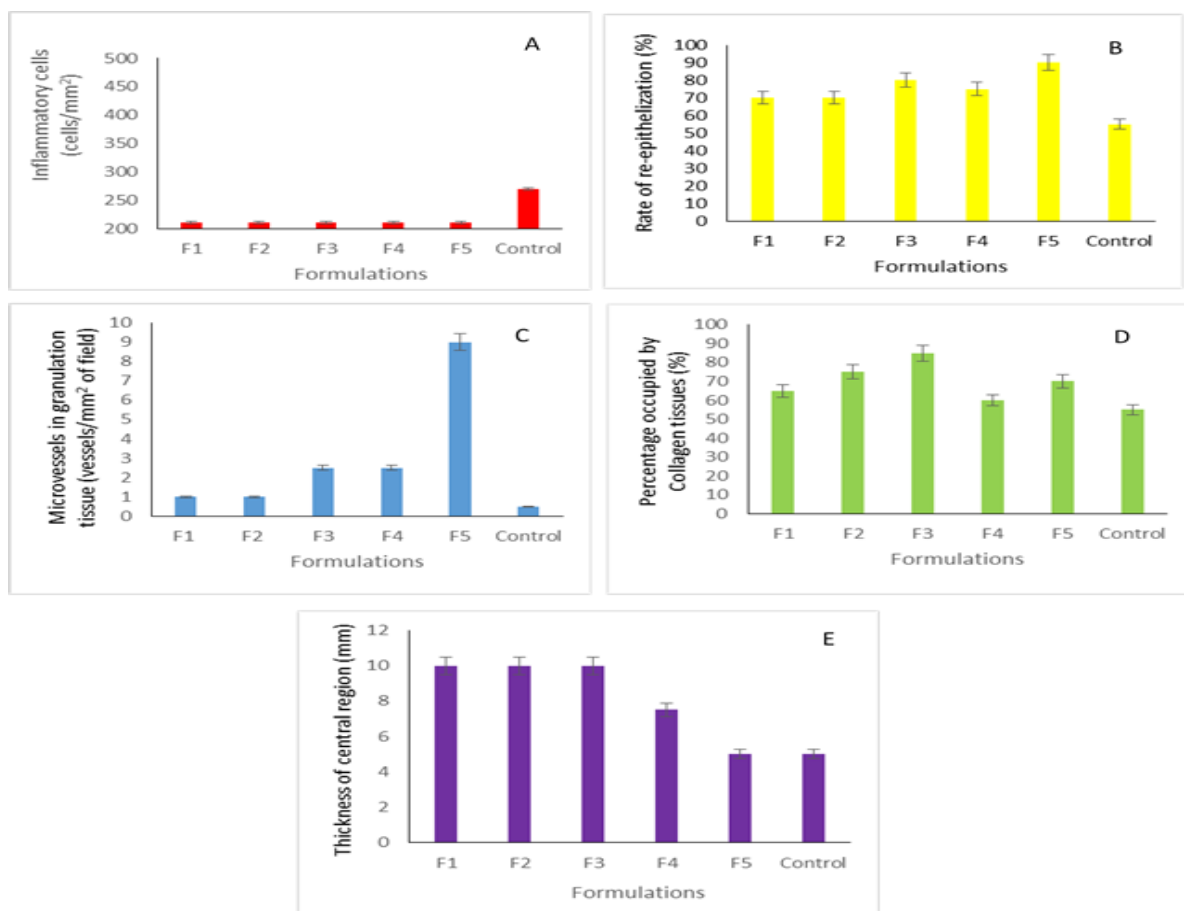 A
Inflammatory cells
(cells/mm²)
500
450
400
350
300
250
200
F1 F2 F3 F4 F5 Control
Formulations
B
Rate of re-epithelization (%)
100
90
80
70
60
50
40
30
20
10
0
F1 F2 F3 F4 F5 Control
Formulations
C
Microvessels in granulation
tissue (vessels/mm² of field)
10
9
8
7
6
5
4
3
2
1
0
F1 F2 F3 F4 F5 Control
Formulations
D
Percentage occupied by
Collagen tissues (%)
100
90
80
70
60
50
40
30
20
10
0
F1 F2 F3 F4 F5 Control
Formulations
E
Thickness of central region (mm)
12
10
8
6
4
2
0
F1 F2 F3 F4 F5 Control
Formulations